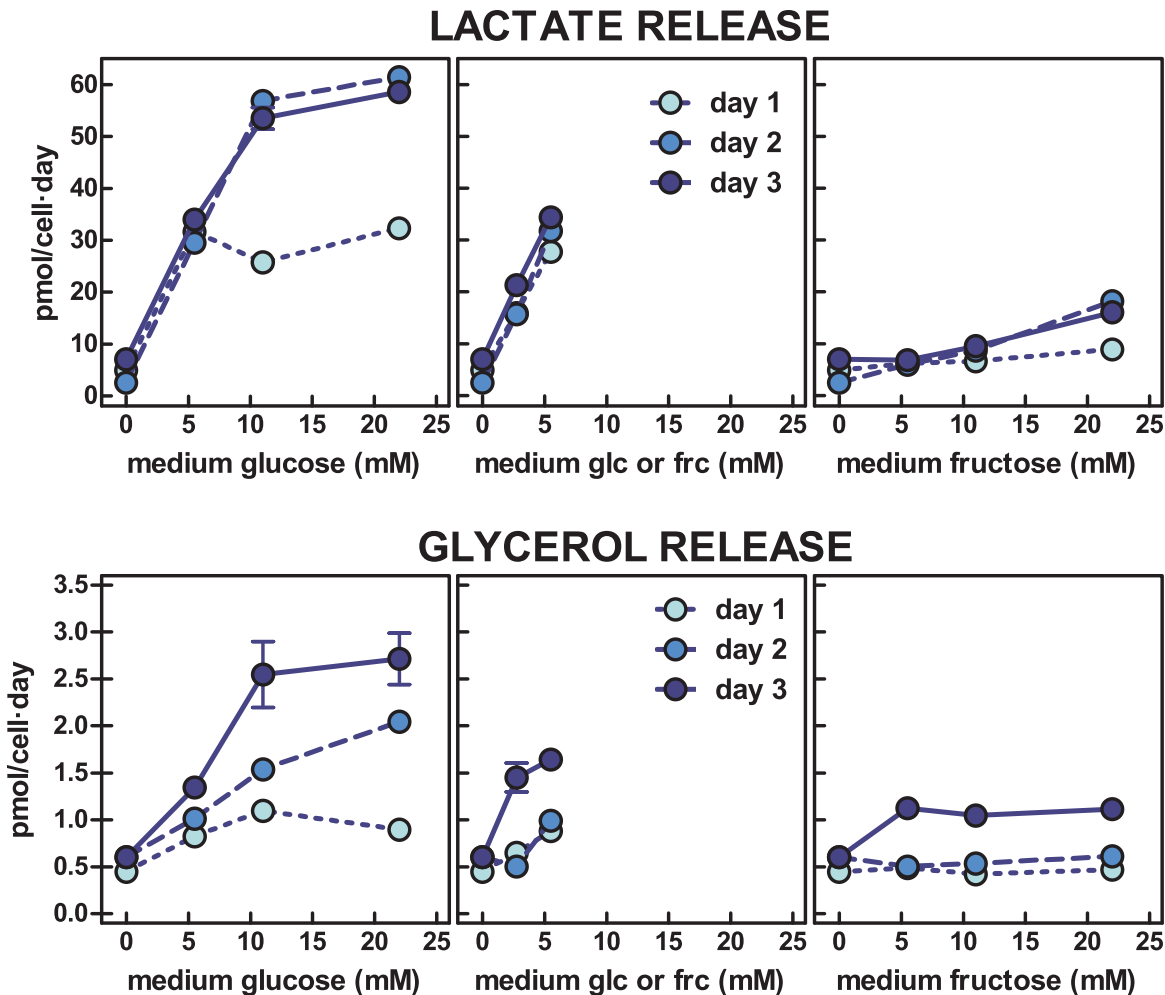 LACTATE RELEASE
60
50
40
30
20
10
0
pmol/cell·day
day 1
day 2
day 3
0 5 10 15 20 25
0 5 10 15 20 25
0 5 10 15 20 25
medium glucose (mM)
medium glc or frc (mM)
medium fructose (mM)
GLYCEROL RELEASE
3.5
3.0
2.5
2.0
1.5
1.0
0.5
0.0
pmol/cell·day
day 1
day 2
day 3
0 5 10 15 20 25
0 5 10 15 20 25
0 5 10 15 20 25
medium glucose (mM)
medium glc or frc (mM)
medium fructose (mM)